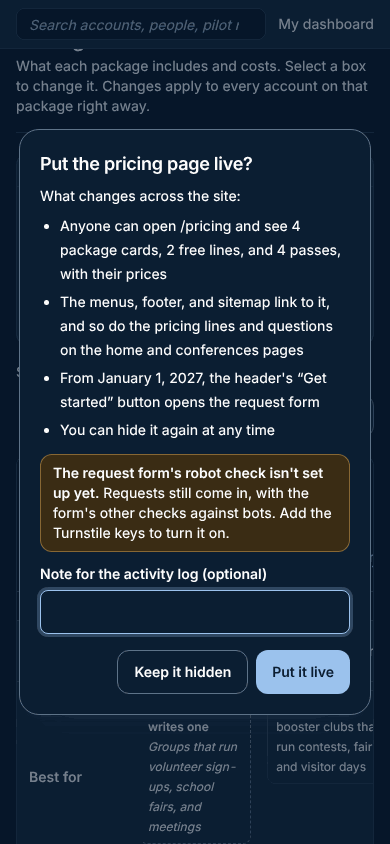 Search accounts, people, pilot r
My dashboard
What each package includes and costs. Select a box
to change it. Changes apply to every account on that
package right away.
Put the pricing page live?
What changes across the site:
• Anyone can open /pricing and see 4
package cards, 2 free lines, and 4 passes,
with their prices
• The menus, footer, and sitemap link to it,
and so do the pricing lines and questions
on the home and conferences pages
• From January 1, 2027, the header's “Get
started” button opens the request form
• You can hide it again at any time
The request form's robot check isn't set
up yet. Requests still come in, with the
form's other checks against bots. Add the
Turnstile keys to turn it on.
Note for the activity log (optional)
Keep it hidden
Put it live
Best for
writes one
Groups that run
volunteer sign-
ups, school
fairs, and
meetings
booster clubs tha
run contests, fair
and visitor days